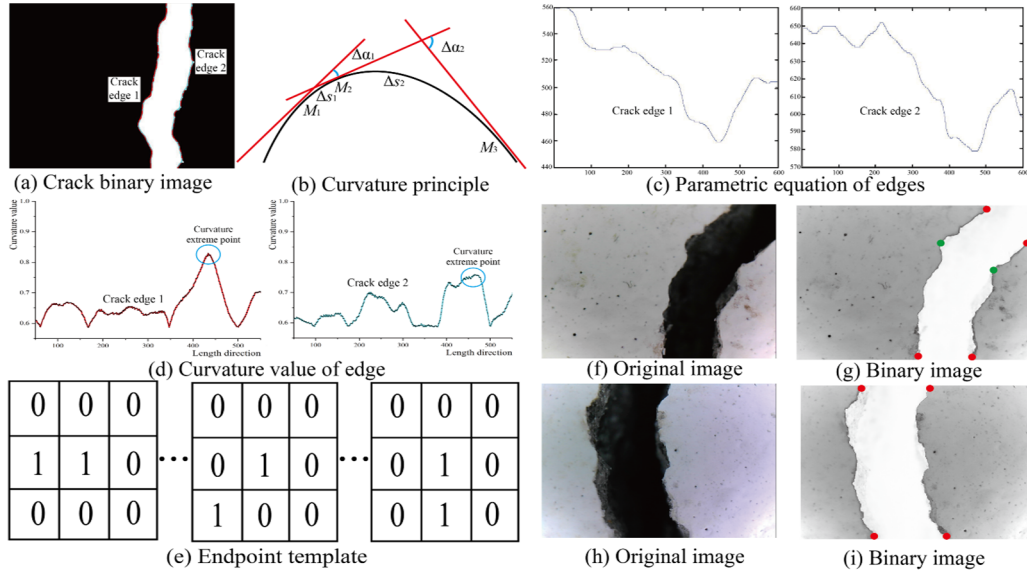 Crack
edge 1
Crack
edge 2
(a) Crack binary image
Δα₁
Δα₂
Δs₁
Δs₂
M₁
M₂
M₃
(b) Curvature principle
560
540
520
500
480
460
440
Crack edge 1
100 200 300 400 500 600
660
650
640
630
620
610
600
590
580
570
Crack edge 2
100 200 300 400 500 600
(c) Parametric equation of edges
Curvature value
0.9
0.8
0.7
0.6
Curvature
extreme point
Crack edge 1
100 200 300 400 500
Length direction
Curvature value
0.9
0.8
0.7
0.6
Curvature
extreme point
Crack edge 2
100 200 300 400 500
Length direction
(d) Curvature value of edge
(f) Original image
(g) Binary image
0 0 0
1 1 0
0 0 0
...
0 0 0
0 1 0
1 0 0
...
0 0 0
0 1 0
0 1 0
(e) Endpoint template
(h) Original image
(i) Binary image